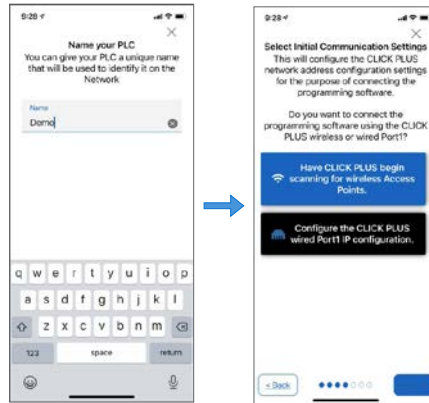 9:28
Name your PLC
You can give your PLC a unique name
that will be used to identify it on the
Network
Name
Demo
q w e r t y u i o p
a s d f g h j k l
z x c v b n m
123 space return
9:28
Select Initial Communication Settings
This will configure the CLICK PLUS
network address configuration settings
for the purpose of connecting the
programming software.
Do you want to connect the
programming software using the CLICK
PLUS wireless or wired Port1?
Have CLICK PLUS begin
scanning for wireless Access
Points.
Configure the CLICK PLUS
wired Port1 IP configuration.
< Back